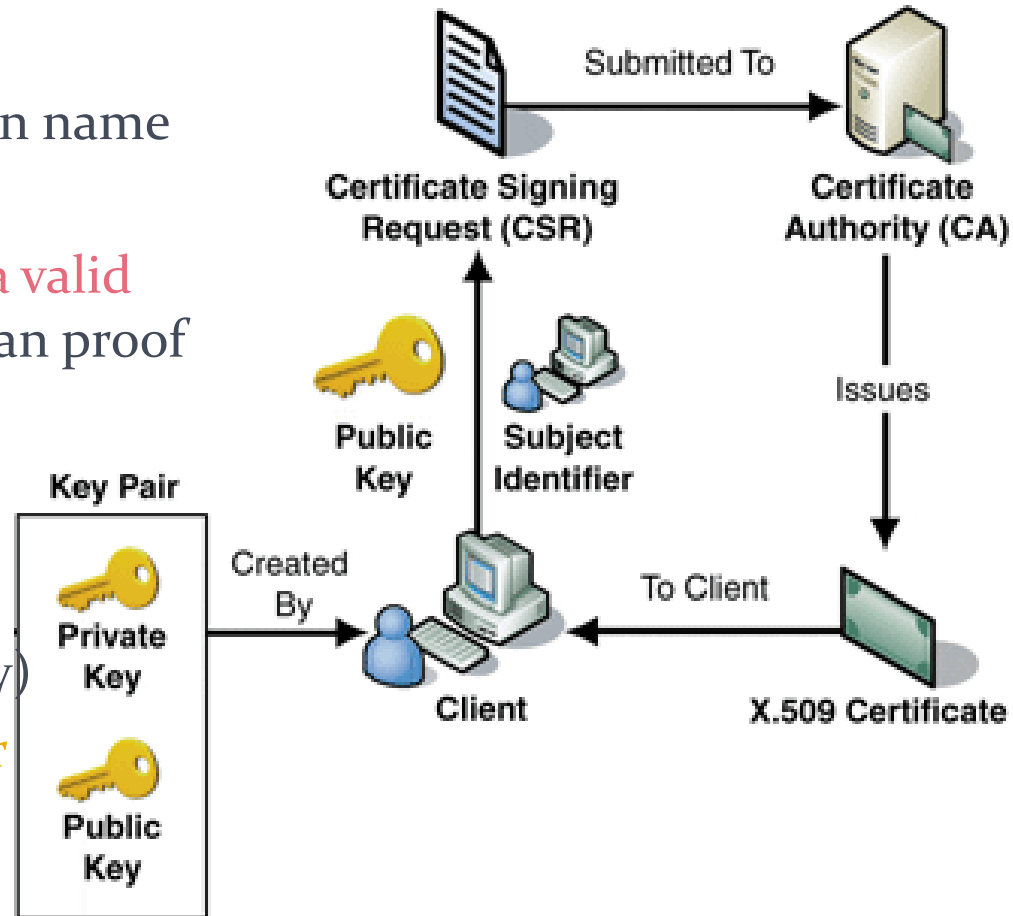 n name
a valid
an proof
y)
r
Submitted To
Certificate Signing
Request (CSR)
Certificate
Authority (CA)
Issues
Public
Key
Subject
Identifier
Key Pair
Private
Key
Public
Key
Created
By
Client
To Client
X.509 Certificate